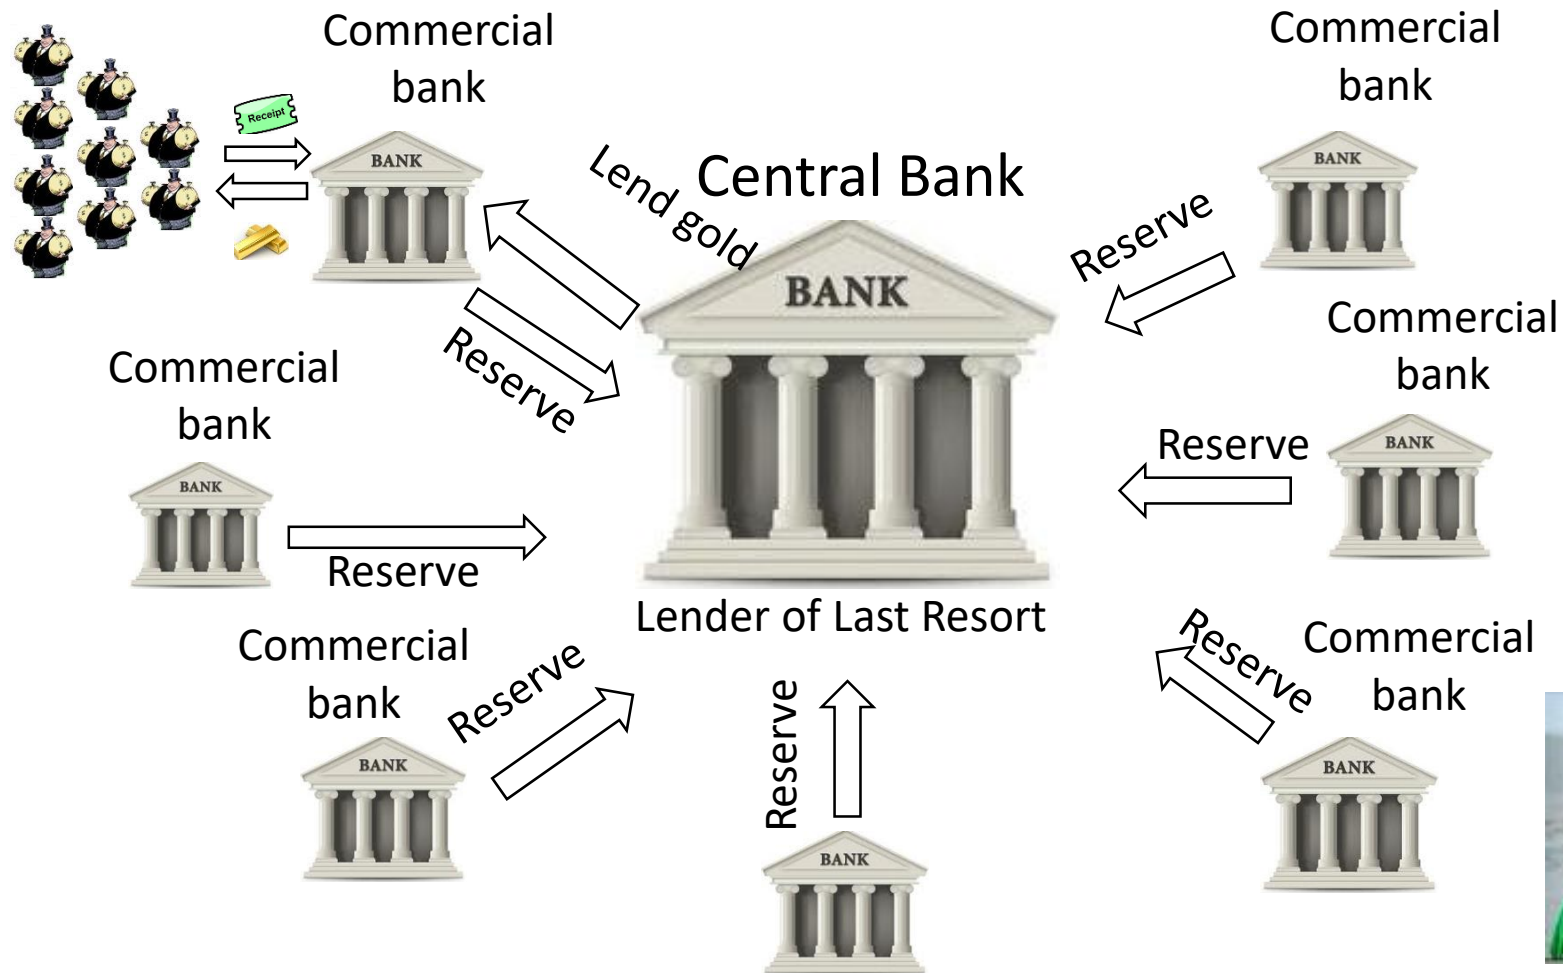 Commercial
bank
Receipt
BANK
Lend gold
Central Bank
BANK
Reserve
Commercial
bank
BANK
Reserve
Commercial
bank
BANK
Reserve
Commercial
bank
BANK
Reserve
Lender of Last Resort
Commercial
bank
BANK
Reserve
Reserve
BANK
Reserve
Commercial
bank
BANK